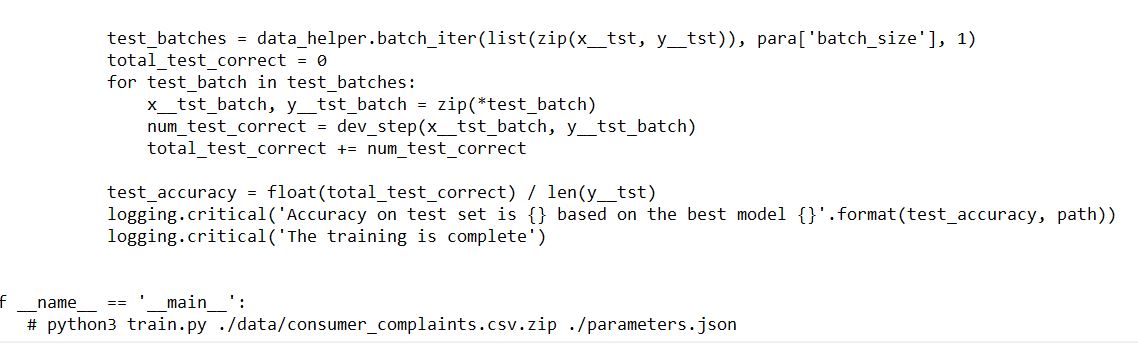 test_batches = data_helper.batch_iter(list(zip(x__tst, y__tst)), para['batch_size'], 1)
total_test_correct = 0
for test_batch in test_batches:
x__tst_batch, y__tst_batch = zip(*test_batch)
num_test_correct = dev_step(x__tst_batch, y__tst_batch)
total_test_correct += num_test_correct
test_accuracy = float(total_test_correct) / len(y__tst)
logging.critical('Accuracy on test set is {} based on the best model {}'.format(test_accuracy, path))
logging.critical('The training is complete')
f __name__ == '__main__':
# python3 train.py ./data/consumer_complaints.csv.zip ./parameters.json